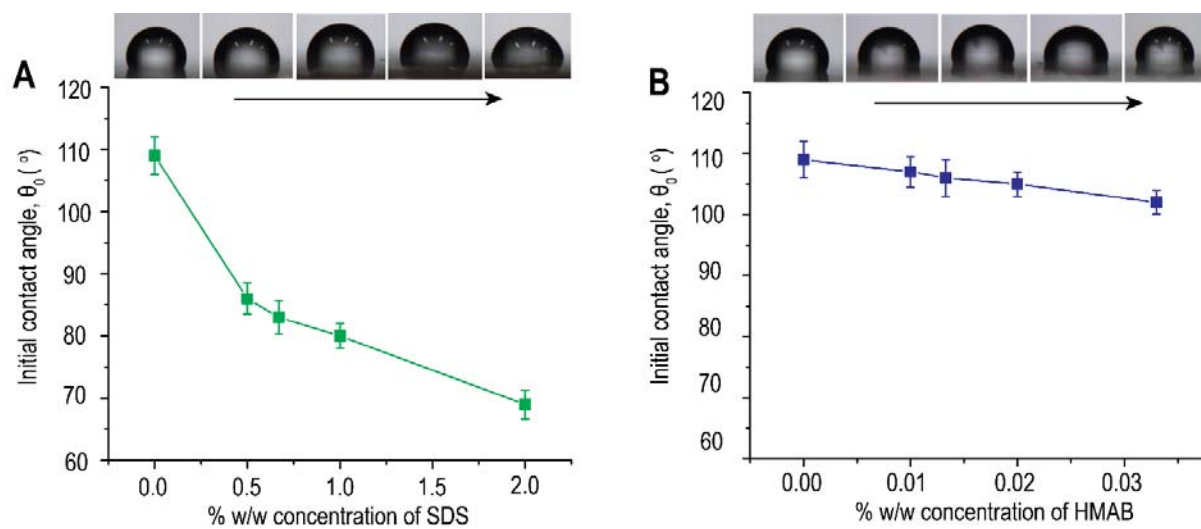 A
120
110
100
90
80
70
60
Initial contact angle, θ0 (°)
0.0 0.5 1.0 1.5 2.0
% w/w concentration of SDS
B
120
110
100
90
80
70
60
Initial contact angle, θ0 (°)
0.00 0.01 0.02 0.03
% w/w concentration of HMAB